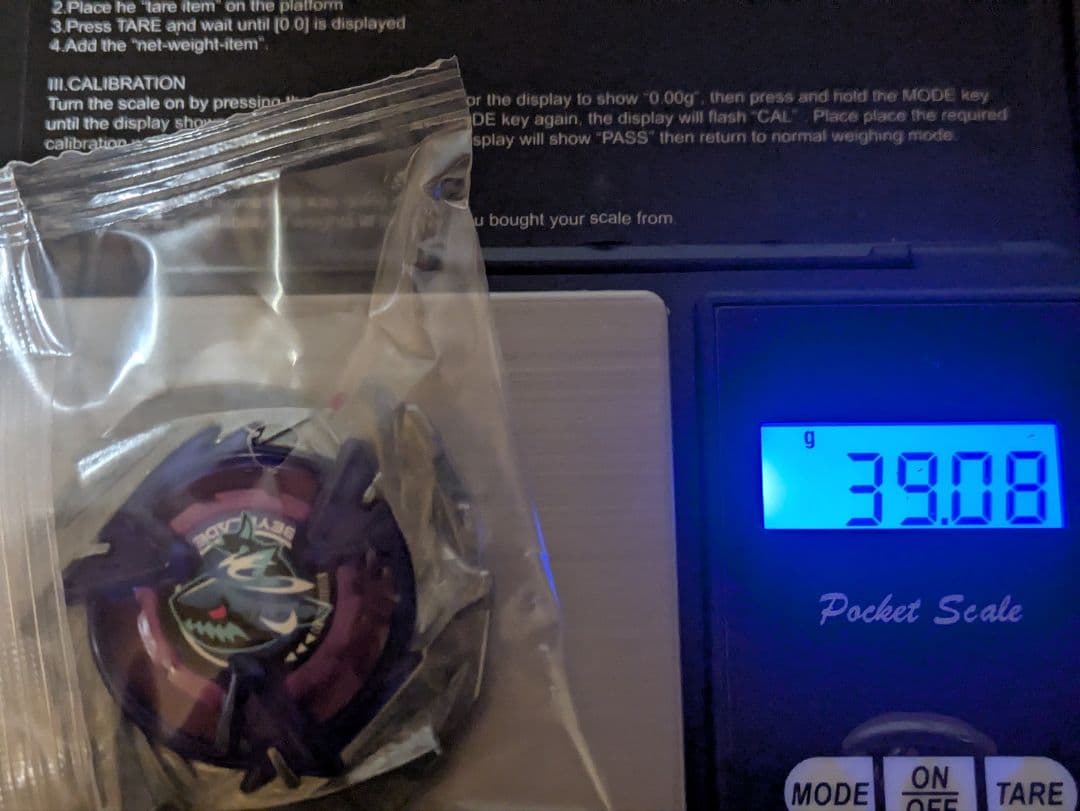 2.Place he "tare item" on the platform
3.Press TARE and wait until [0.0] is displayed
4.Add the "net-weight-item".
III.CALIBRATION
Turn the scale on by pressing or the display to show "0.00g", then press and hold the MODE key
until the display show DE key again, the display will flash "CAL" Place place the required
calibration splay will show "PASS" then return to normal weighing mode.
u bought your scale from.
g
39.08
Pocket Scale
MODE
ON
OFF
TARE